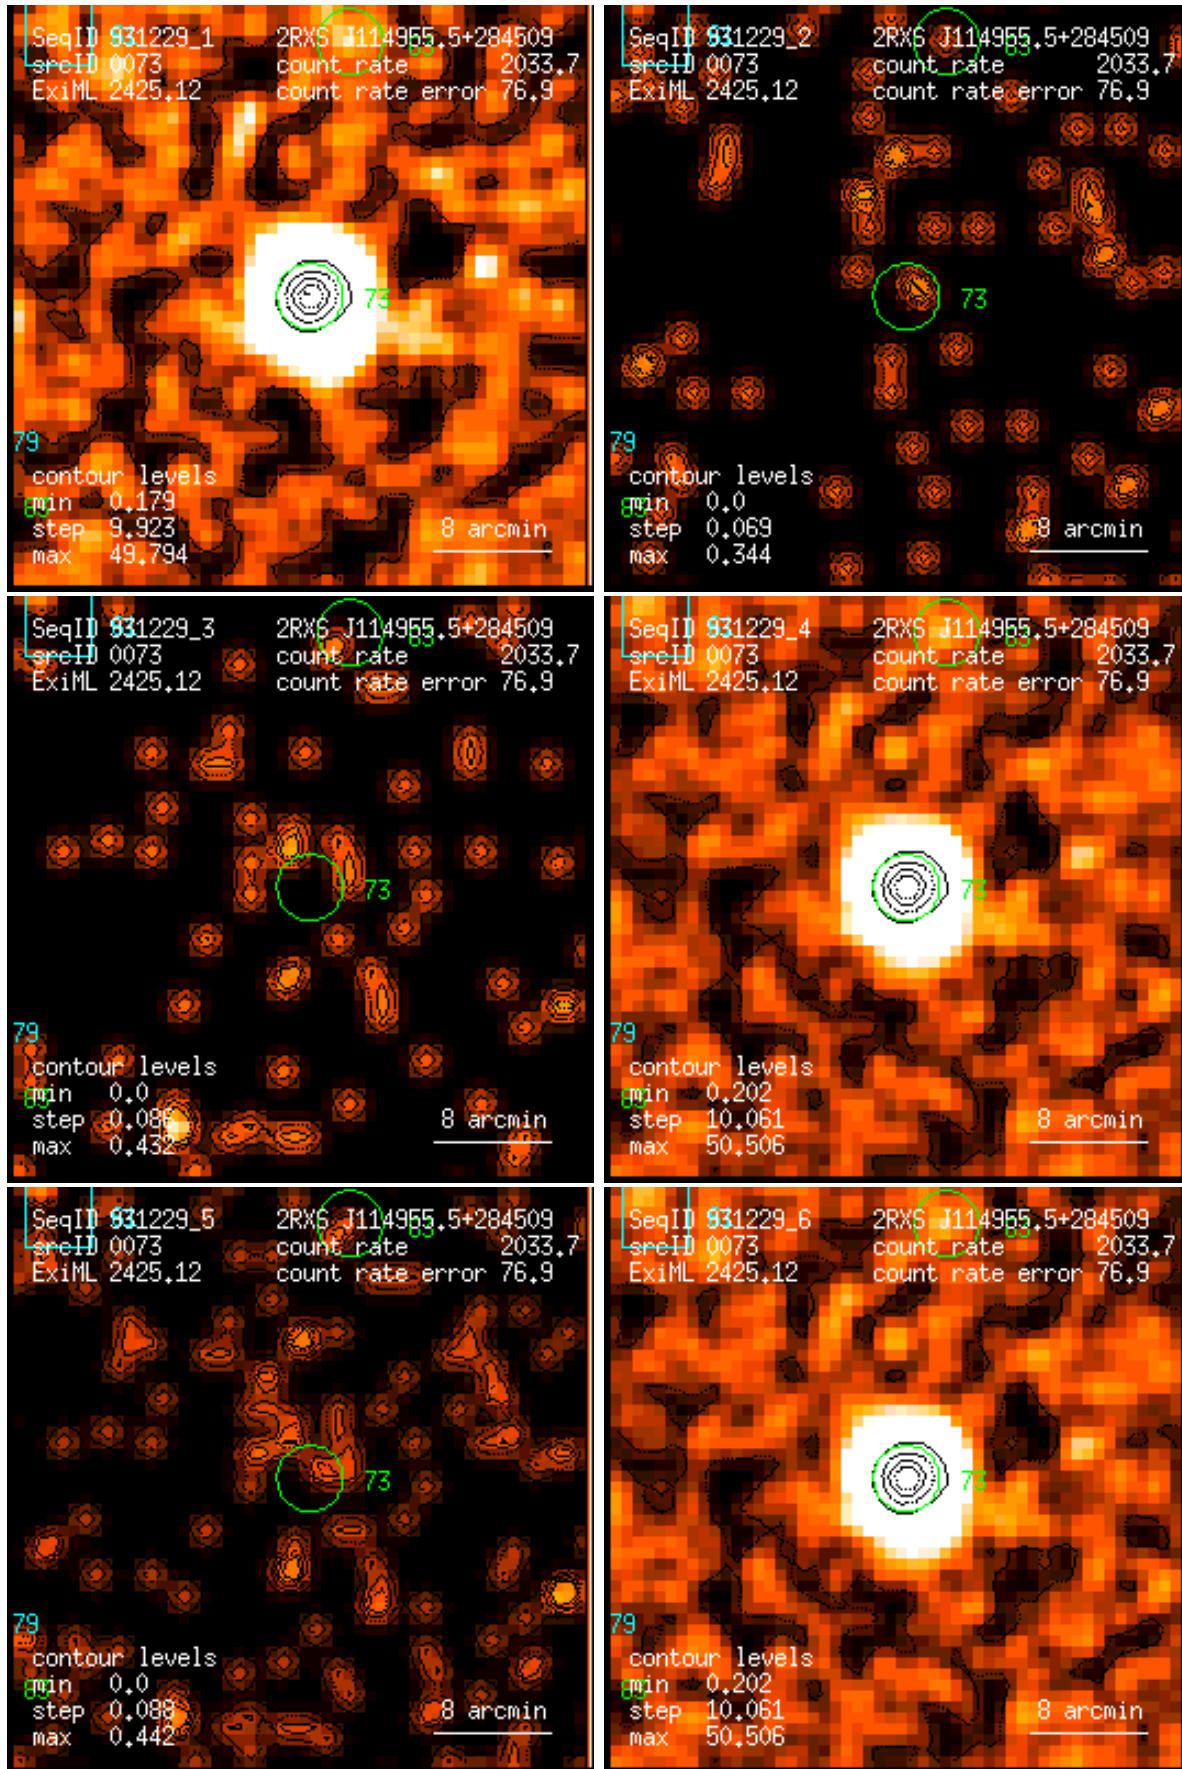 SeqID 931229_1 2RXS J114955.5+284509
srcID 0073 count rate 2033.7
ExiML 2425.12 count rate error 76.9
73
79
contour levels
min 0.179
step 9.923
max 49.794
8 arcmin
SeqID 931229_2 2RXS J114955.5+284509
srcID 0073 count rate 2033.7
ExiML 2425.12 count rate error 76.9
73
79
contour levels
min 0.0
step 0.069
max 0.344
8 arcmin
SeqID 931229_3 2RXS J114955.5+284509
srcID 0073 count rate 2033.7
ExiML 2425.12 count rate error 76.9
73
79
contour levels
min 0.0
step 0.086
max 0.432
8 arcmin
SeqID 931229_4 2RXS J114955.5+284509
srcID 0073 count rate 2033.7
ExiML 2425.12 count rate error 76.9
73
79
contour levels
min 0.202
step 10.061
max 50.506
8 arcmin
SeqID 931229_5 2RXS J114955.5+284509
srcID 0073 count rate 2033.7
ExiML 2425.12 count rate error 76.9
73
79
contour levels
min 0.0
step 0.088
max 0.442
8 arcmin
SeqID 931229_6 2RXS J114955.5+284509
srcID 0073 count rate 2033.7
ExiML 2425.12 count rate error 76.9
73
79
contour levels
min 0.202
step 10.061
max 50.506
8 arcmin